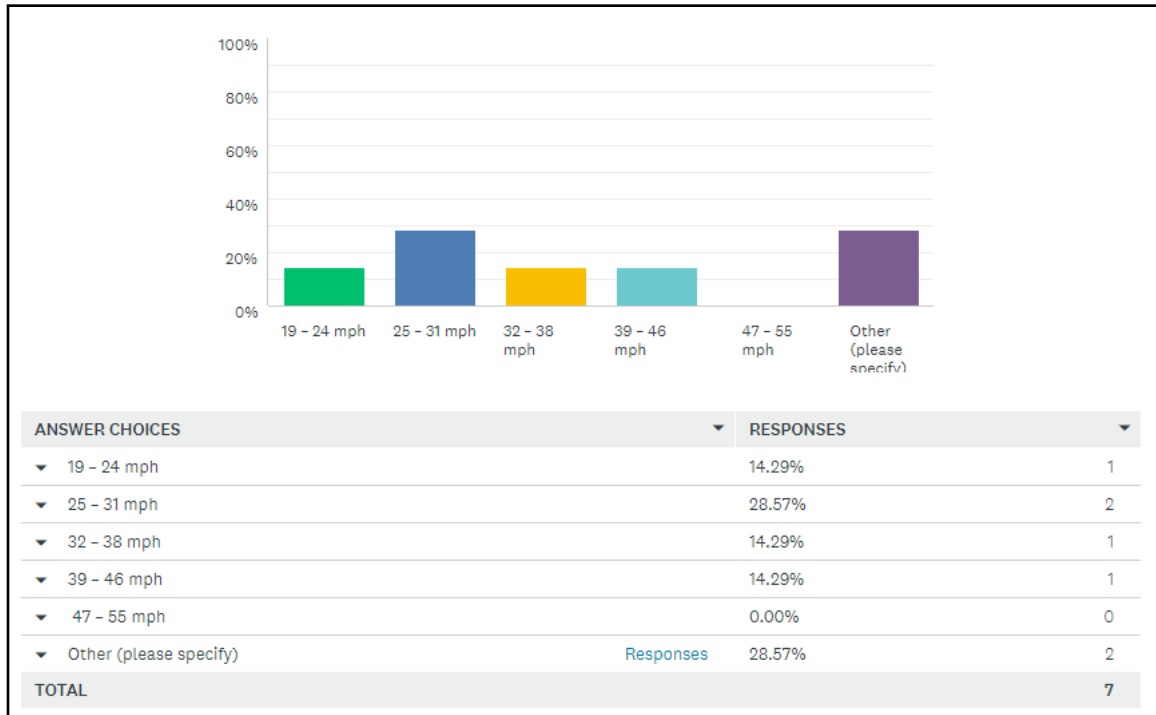 100%
80%
60%
40%
20%
0%
19 – 24 mph 25 – 31 mph 32 – 38 mph 39 – 46 mph 47 – 55 mph Other (please specify)
ANSWER CHOICES RESPONSES
19 – 24 mph 14.29% 1
25 – 31 mph 28.57% 2
32 – 38 mph 14.29% 1
39 – 46 mph 14.29% 1
47 – 55 mph 0.00% 0
Other (please specify) Responses 28.57% 2
TOTAL 7